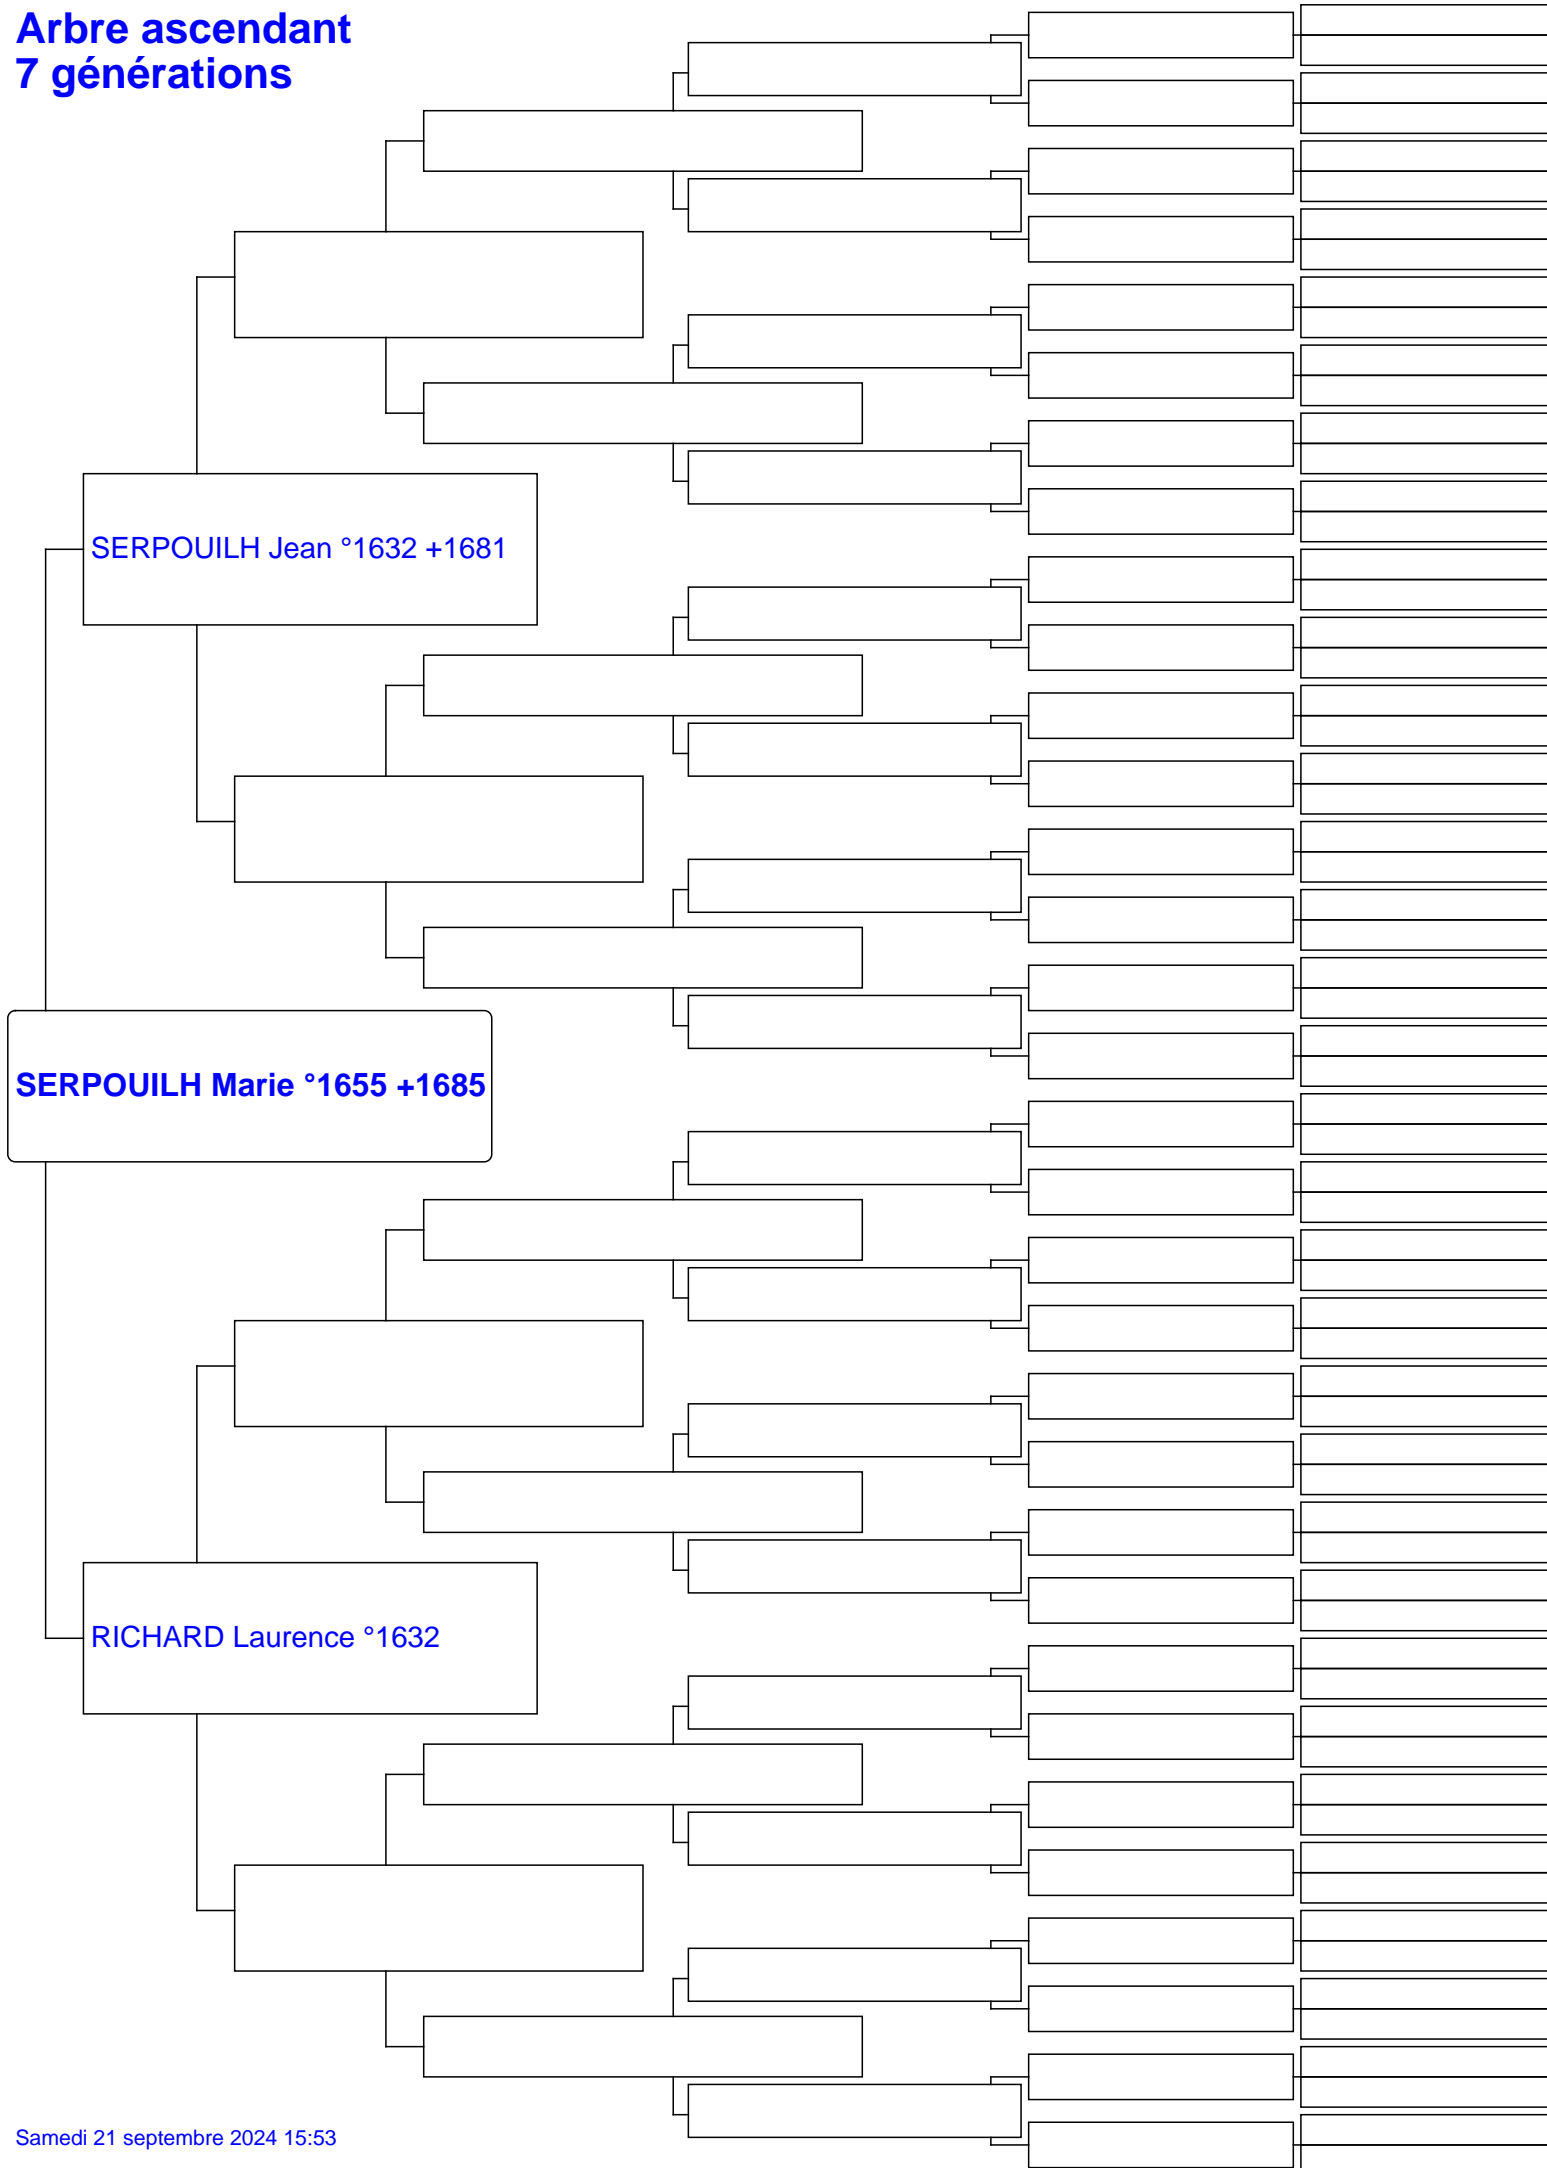 Arbre ascendant
7 générations
SERPOUILH Jean °1632 +1681
SERPOUILH Marie °1655 +1685
RICHARD Laurence °1632
Samedi 21 septembre 2024 15:53